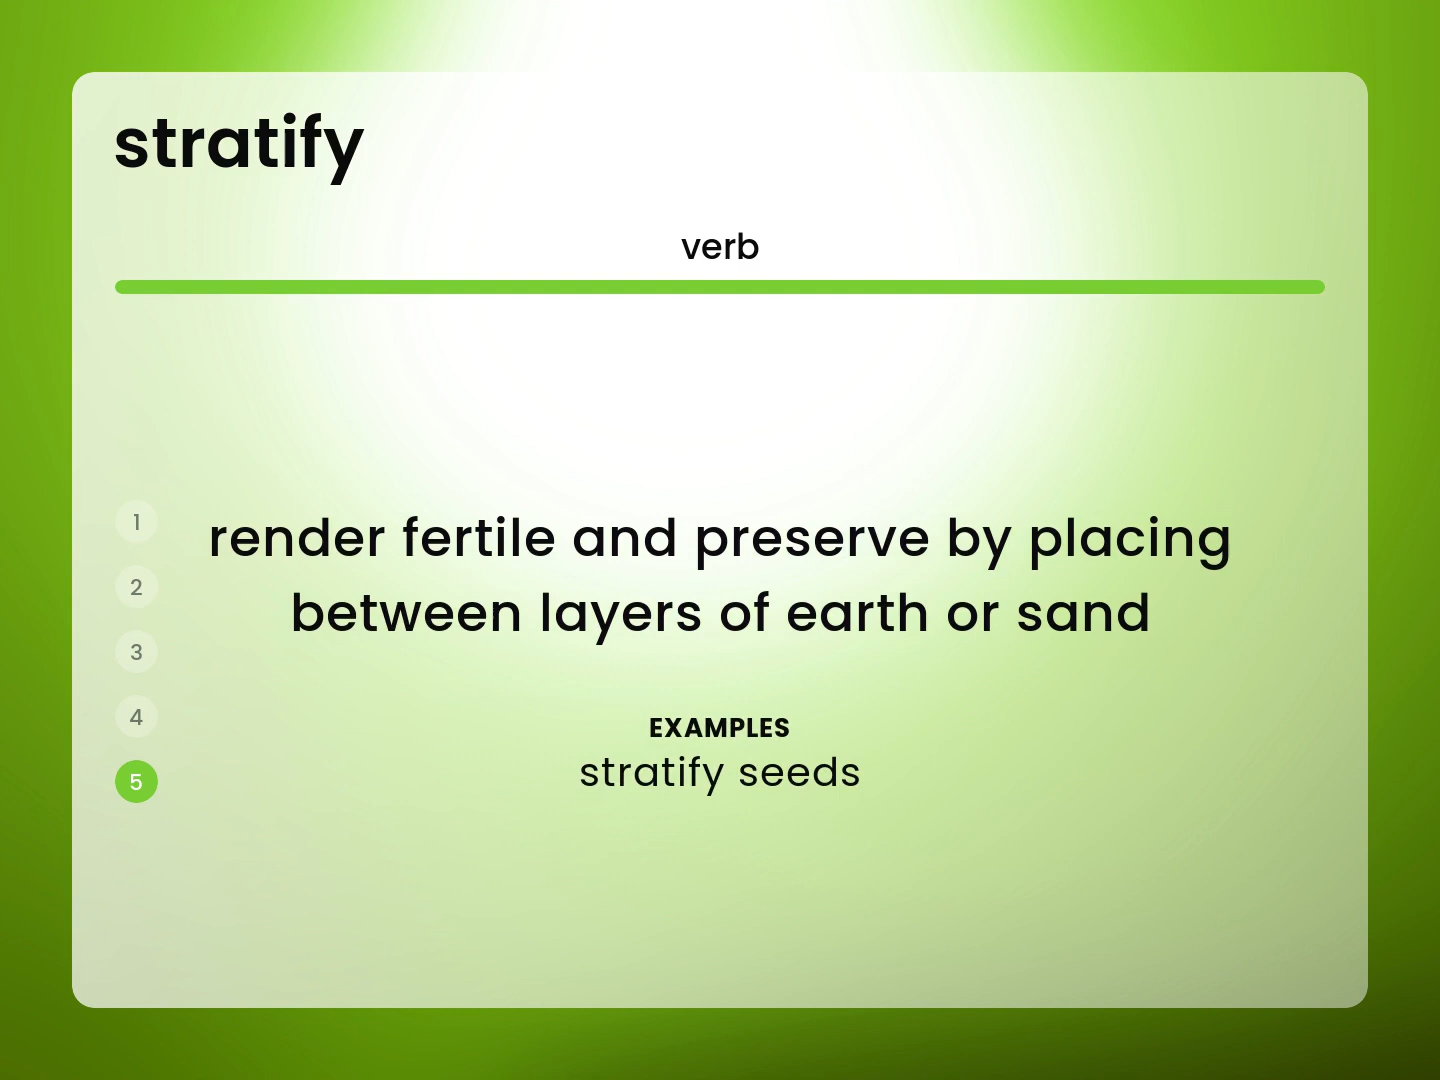 stratify
verb
1
2
3
4
5
render fertile and preserve by placing
between layers of earth or sand
EXAMPLES
stratify seeds